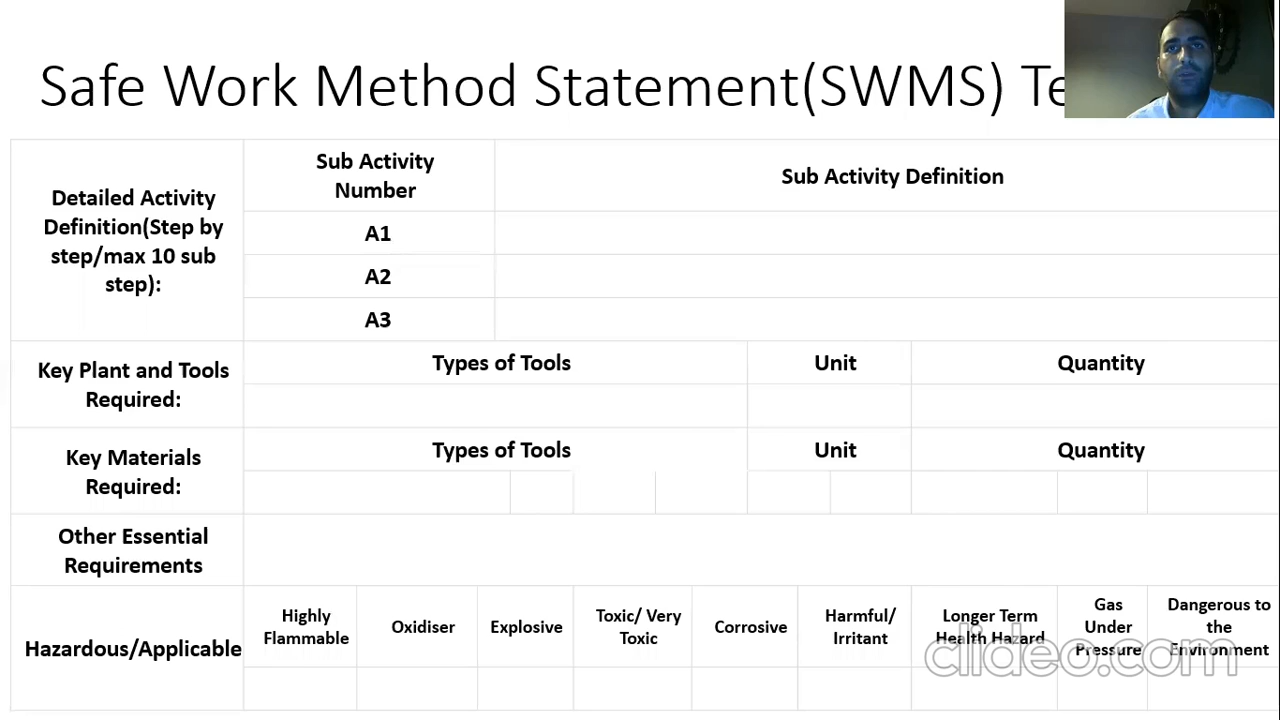 Safe Work Method Statement(SWMS)
Sub Activity
Number
Sub Activity Definition
Detailed Activity
Definition(Step by
step/max 10 sub
step):
A1
A2
A3
Key Plant and Tools
Required:
Types of Tools
Unit
Quantity
Key Materials
Required:
Types of Tools
Unit
Quantity
Other Essential
Requirements
Hazardous/Applicable
Highly
Flammable
Oxidiser
Explosive
Toxic/ Very
Toxic
Corrosive
Harmful/
Irritant
Longer Term
Health Hazard
Gas
Under
Pressure
Dangerous to
the
Environment
clideo.com